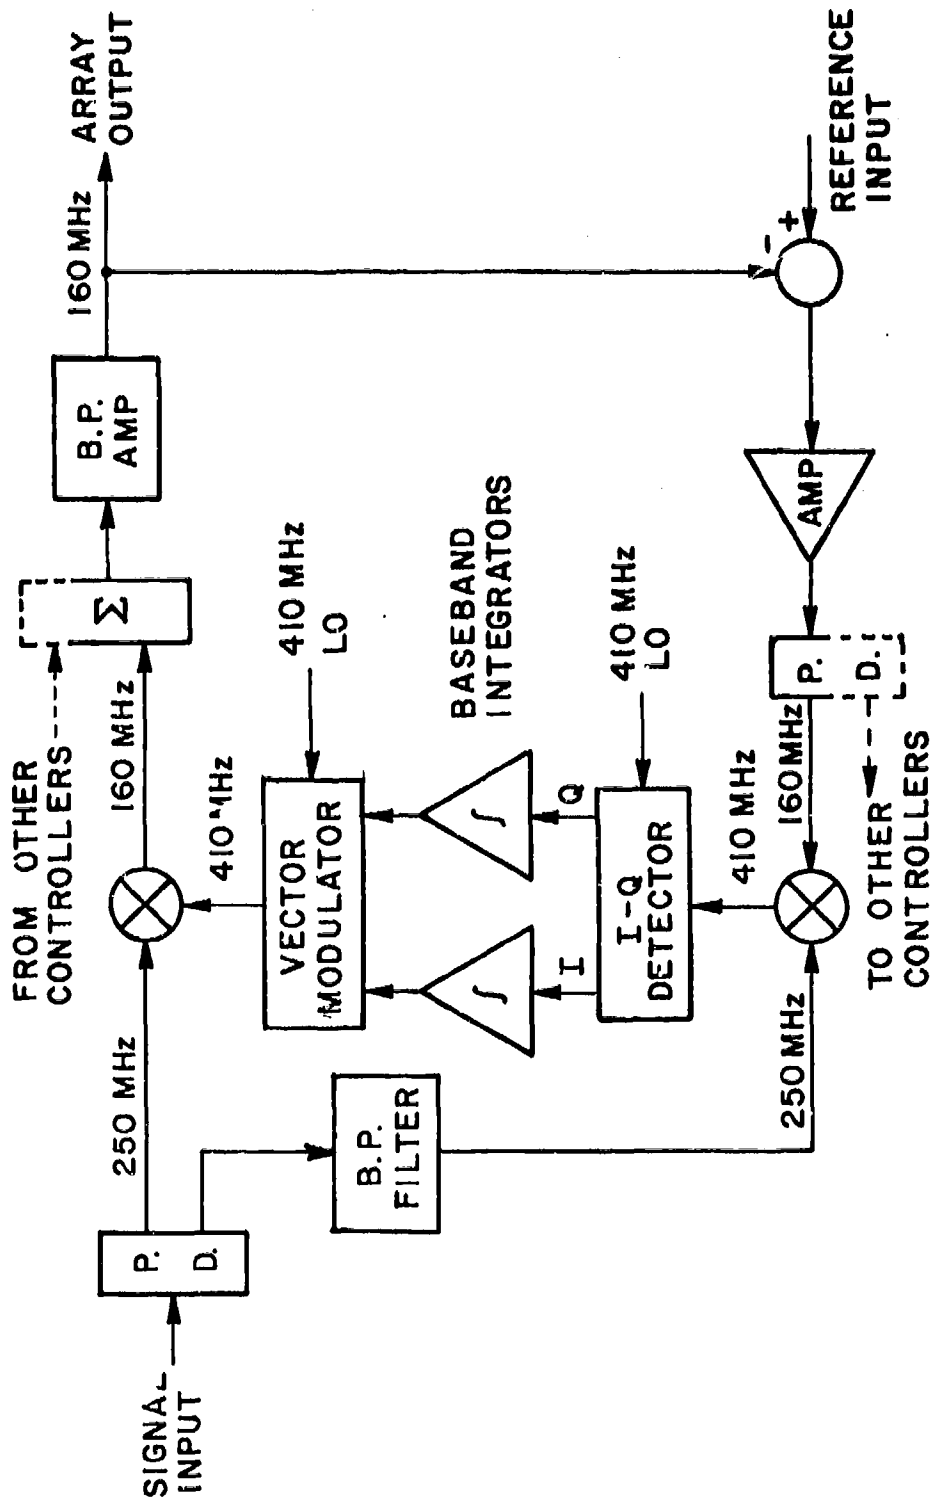 SIGNAL
INPUT
P.
D.
250 MHz
FROM OTHER
CONTROLLERS
160 MHz
Σ
B.P.
AMP
160 MHz
ARRAY
OUTPUT
410 MHz
VECTOR
MODULATOR
410 MHz
LO
B.P.
FILTER
∫
∫
BASEBAND
INTEGRATORS
I
Q
I-Q
DETECTOR
410 MHz
LO
410 MHz
250 MHz
160 MHz
P.
D.
TO OTHER
CONTROLLERS
AMP
-
+
REFERENCE
INPUT